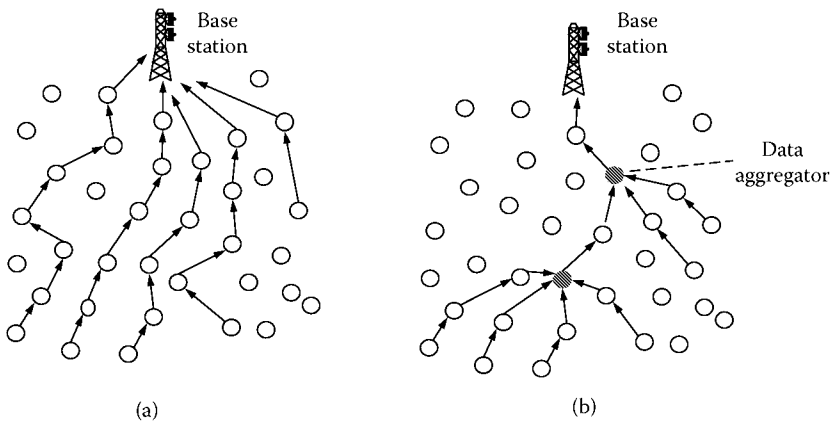 Base
station
(a)
Base
station
Data
aggregator
(b)